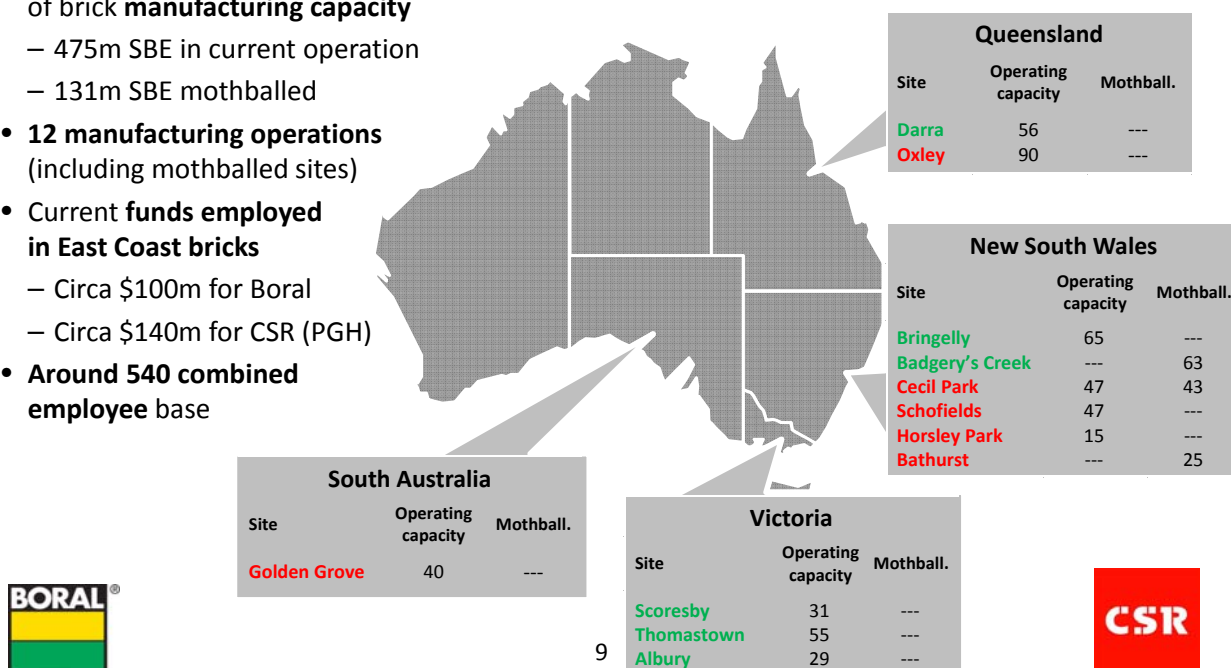 of brick manufacturing capacity
– 475m SBE in current operation
– 131m SBE mothballed
• 12 manufacturing operations
(including mothballed sites)
• Current funds employed
in East Coast bricks
– Circa $100m for Boral
– Circa $140m for CSR (PGH)
• Around 540 combined
employee base
Queensland
Site Operating capacity Mothball.
Darra 56 ---
Oxley 90 ---
New South Wales
Site Operating capacity Mothball.
Bringelly 65 ---
Badgery’s Creek --- 63
Cecil Park 47 43
Schofields 47 ---
Horsley Park 15 ---
Bathurst --- 25
South Australia
Site Operating capacity Mothball.
Golden Grove 40 ---
Victoria
Site Operating capacity Mothball.
Scoresby 31 ---
Thomastown 55 ---
Albury 29 ---
BORAL®
9
CSR